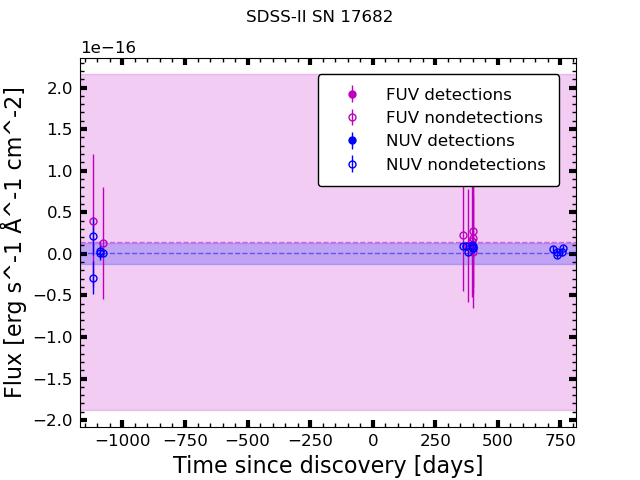 SDSS-II SN 17682
1e−16
2.0
1.5
1.0
0.5
0.0
−0.5
−1.0
−1.5
−2.0
Flux [erg s^-1 Å^-1 cm^-2]
FUV detections
FUV nondetections
NUV detections
NUV nondetections
−1000 −750 −500 −250 0 250 500 750
Time since discovery [days]